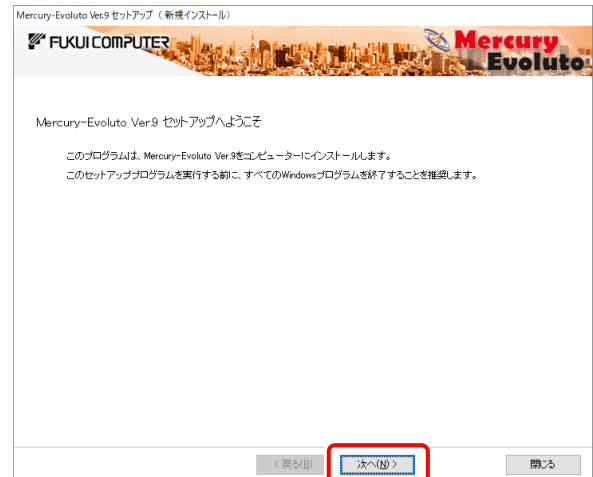 Mercury-Evoluto Ver.9 セットアップ（新規インストール）
FUKUI COMPUTER
Mercury
Evoluto
Mercury-Evoluto Ver.9 セットアップへようこそ
このプログラムは、Mercury-Evoluto Ver.9をコンピューターにインストールします。
このセットアッププログラムを実行する前に、すべてのWindowsプログラムを終了することを推奨します。
< 戻る(B) 次へ(N) > 閉じる